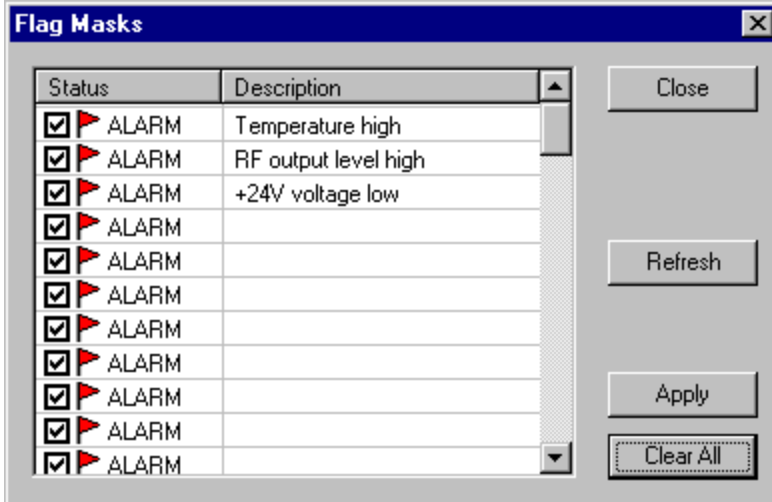 Flag Masks
Status Description
ALARM Temperature high
ALARM RF output level high
ALARM +24V voltage low
ALARM
ALARM
ALARM
ALARM
ALARM
ALARM
ALARM
ALARM
Close
Refresh
Apply
Clear All